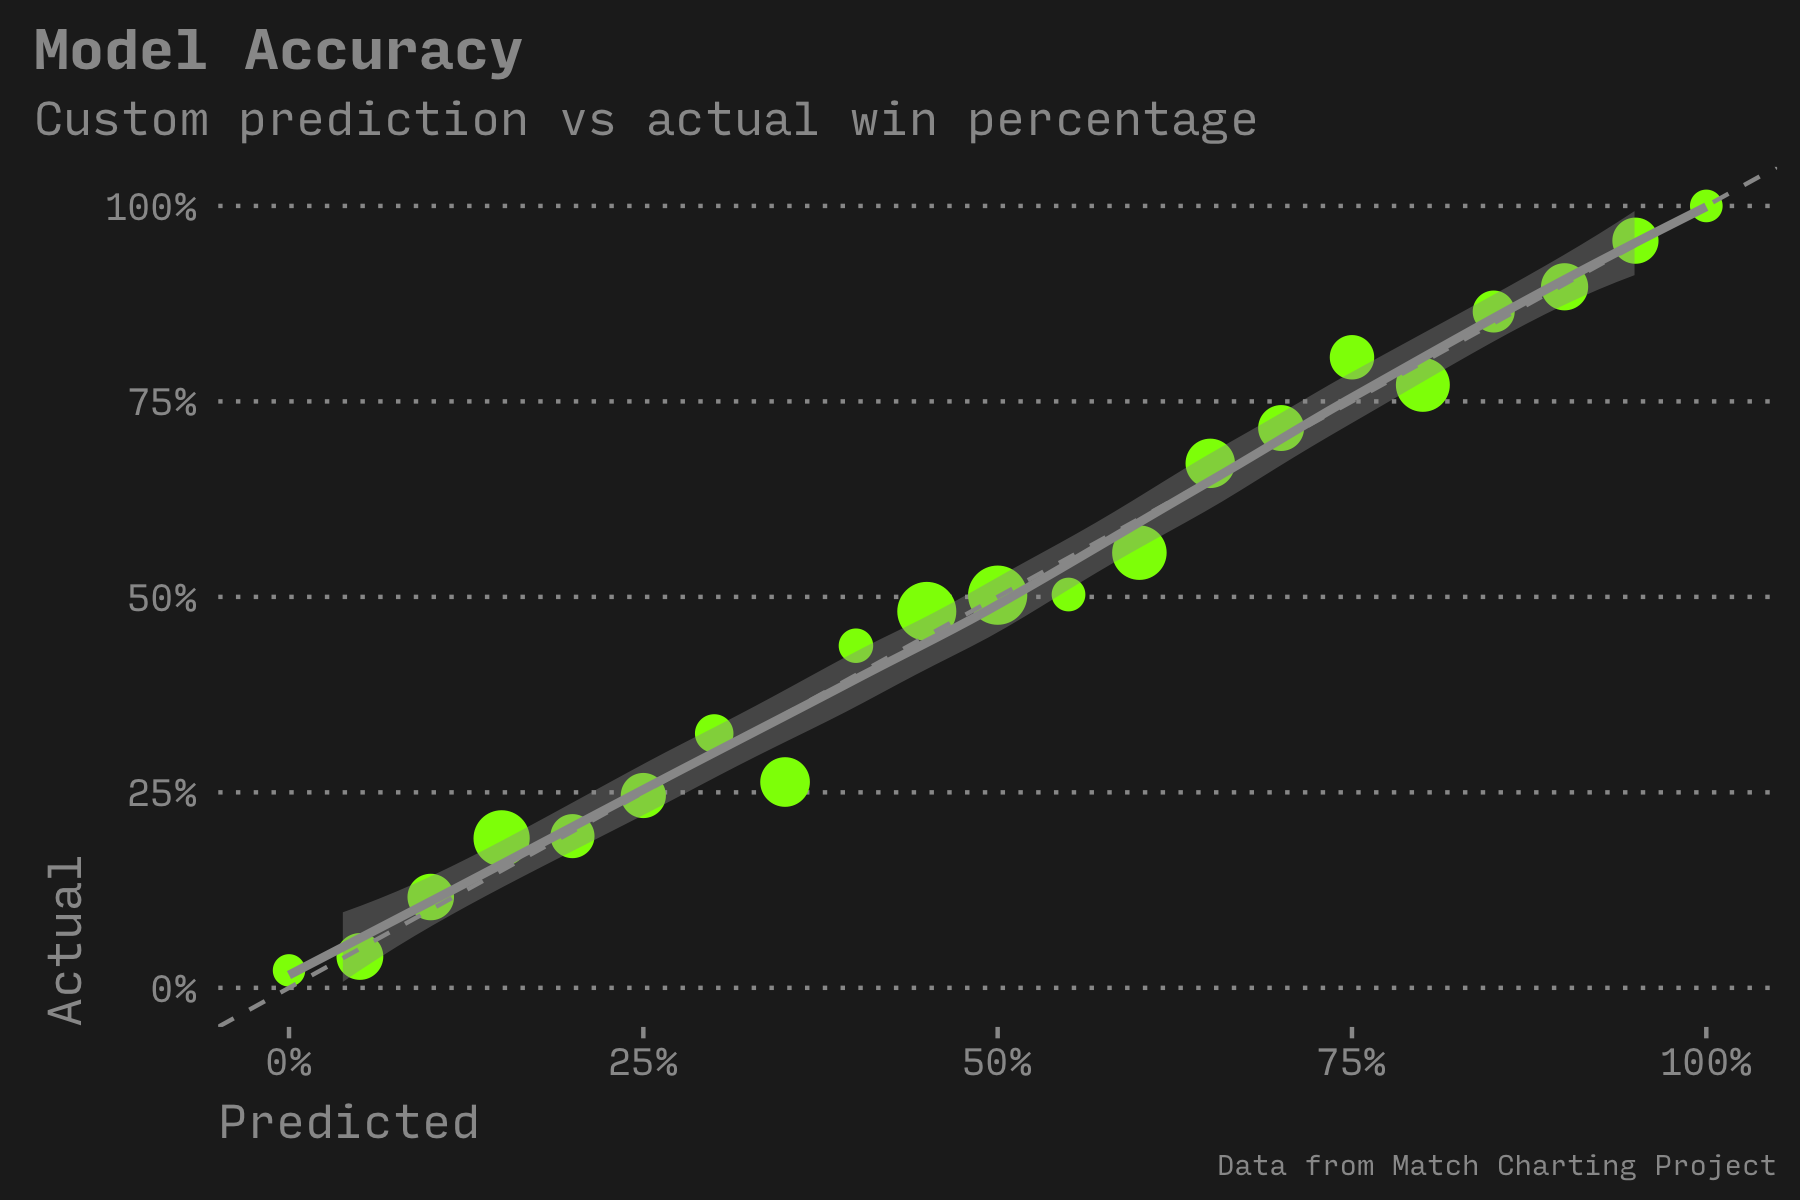 Model Accuracy
Custom prediction vs actual win percentage
100%
75%
50%
25%
0%
Actual
0% 25% 50% 75% 100%
Predicted
Data from Match Charting Project